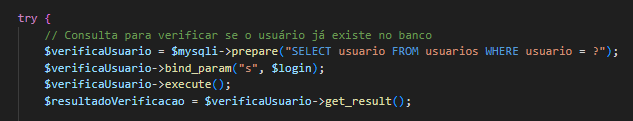 try {
// Consulta para verificar se o usuário já existe no banco
$verificaUsuario = $mysqli->prepare("SELECT usuario FROM usuarios WHERE usuario = ?");
$verificaUsuario->bind_param("s", $login);
$verificaUsuario->execute();
$resultadoVerificacao = $verificaUsuario->get_result();